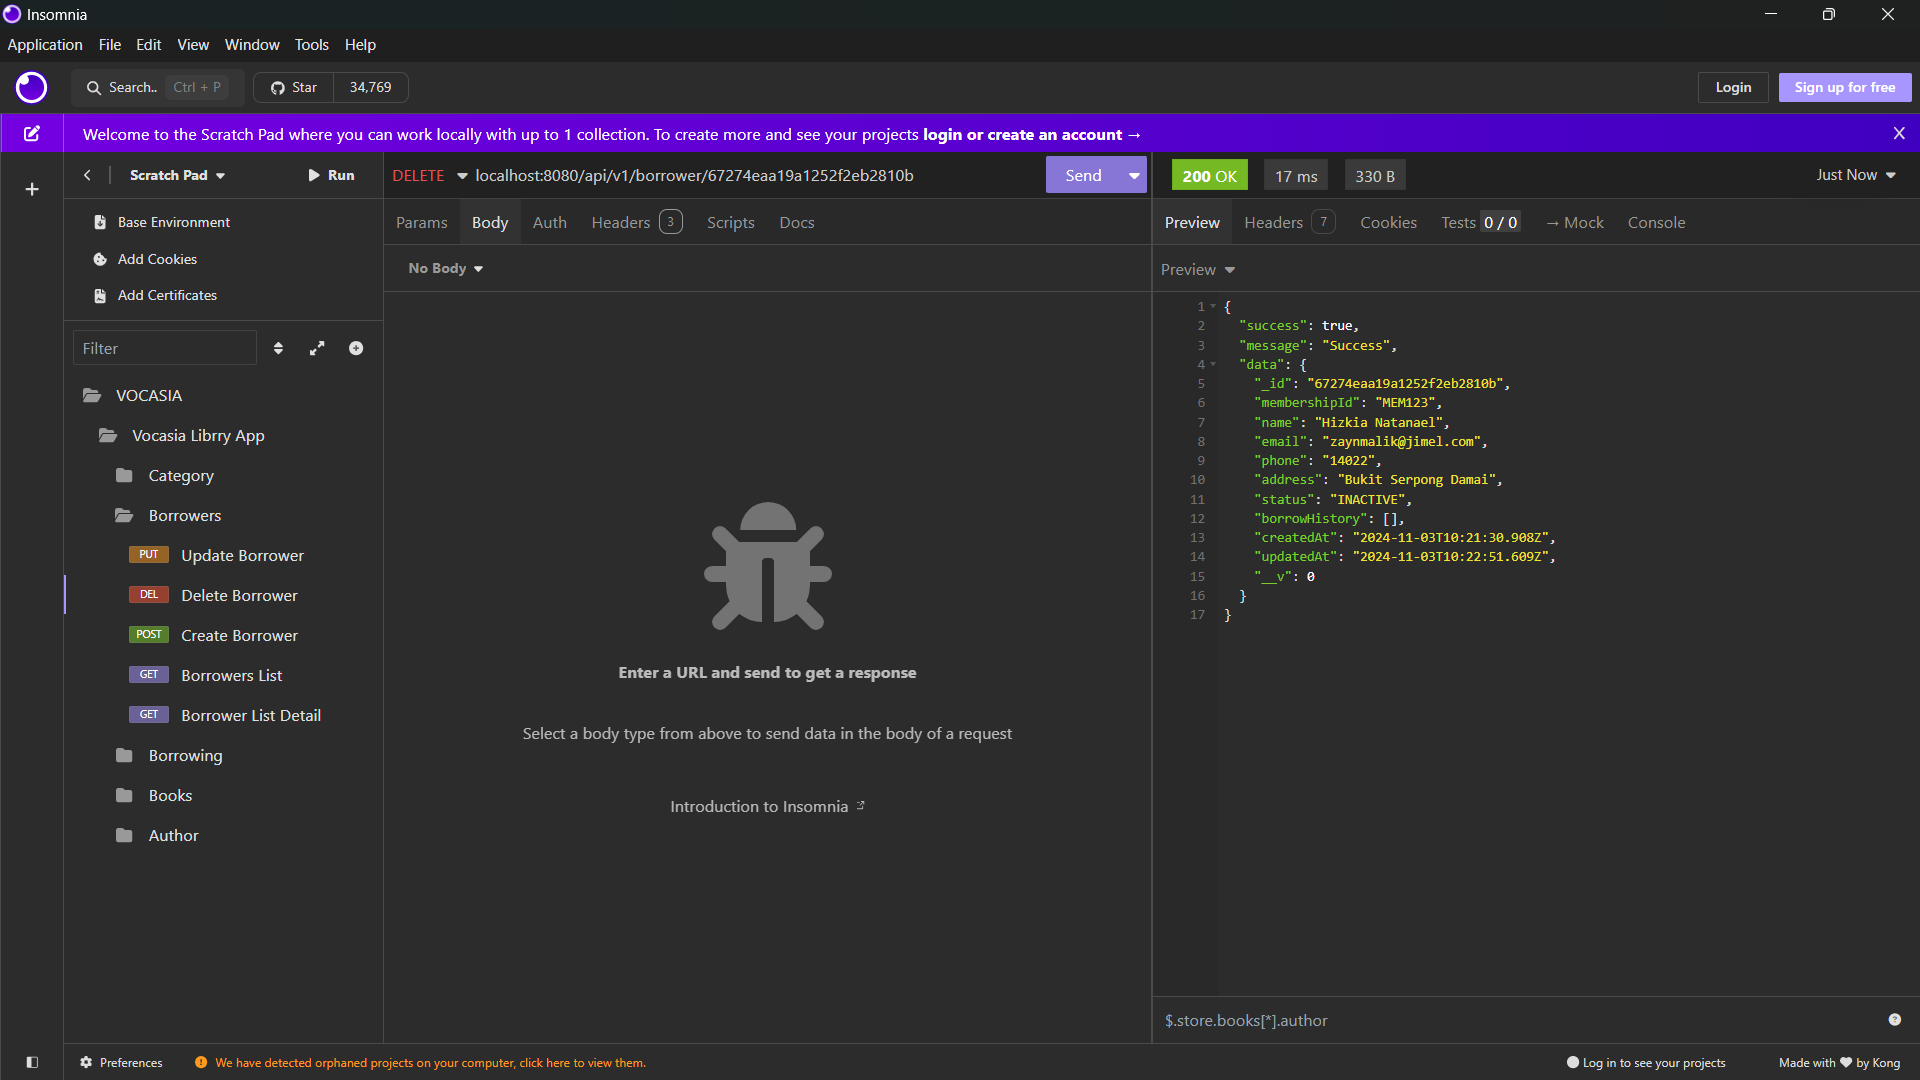 Insomnia
Application File Edit View Window Tools Help
Search.. Ctrl + P Star 34,769 Login Sign up for free
Welcome to the Scratch Pad where you can work locally with up to 1 collection. To create more and see your projects login or create an account → X
Scratch Pad Run
Base Environment
Add Cookies
Add Certificates
Filter
VOCASIA
Vocasia Librry App
Category
Borrowers
PUT Update Borrower
DEL Delete Borrower
POST Create Borrower
GET Borrowers List
GET Borrower List Detail
Borrowing
Books
Author
DELETE localhost:8080/api/v1/borrower/67274eaa19a1252f2eb2810b Send
Params Body Auth Headers 3 Scripts Docs
No Body
Enter a URL and send to get a response
Select a body type from above to send data in the body of a request
Introduction to Insomnia
200 OK 17 ms 330 B Just Now
Preview Headers 7 Cookies Tests 0 / 0 → Mock Console
Preview
1 {
2 "success": true,
3 "message": "Success",
4 "data": {
5 "_id": "67274eaa19a1252f2eb2810b",
6 "membershipId": "MEM123",
7 "name": "Hizkia Natanael",
8 "email": "zaynmalik@jimel.com",
9 "phone": "14022",
10 "address": "Bukit Serpong Damai",
11 "status": "INACTIVE",
12 "borrowHistory": [],
13 "createdAt": "2024-11-03T10:21:30.908Z",
14 "updatedAt": "2024-11-03T10:22:51.609Z",
15 "__v": 0
16 }
17 }
$.store.books[*].author
Preferences We have detected orphaned projects on your computer, click here to view them. Log in to see your projects Made with ♥ by Kong